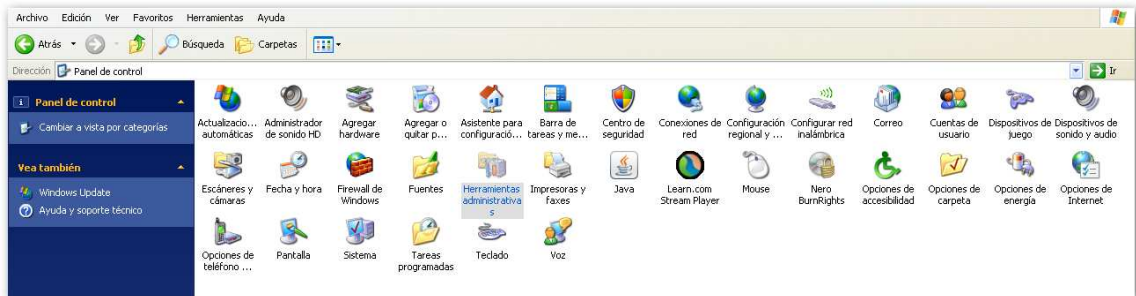 Archivo Edición Ver Favoritos Herramientas Ayuda
Atrás Búsqueda Carpetas
Dirección Panel de control Ir
Panel de control
Cambiar a vista por categorías
Vea también
Windows Update
Ayuda y soporte técnico
Actualizacio... Administrador Agregar Agregar o Asistente para Barra de Centro de Conexiones de Configuración Configurar red Correo Cuentas de Dispositivos de Dispositivos de
automáticas de sonido HD hardware quitar p... configuració... tareas y me... seguridad red regional y ... inalámbrica usuario juego sonido y audio
Escáneres y Fecha y hora Firewall de Fuentes Herramientas Impresoras y Java Learn.com Mouse Nero Opciones de Opciones de Opciones de Opciones de
cámaras Windows administrativa faxes Stream Player BurnRights accesibilidad carpeta energía Internet
s
Opciones de Pantalla Sistema Tareas Teclado Voz
teléfono ... programadas